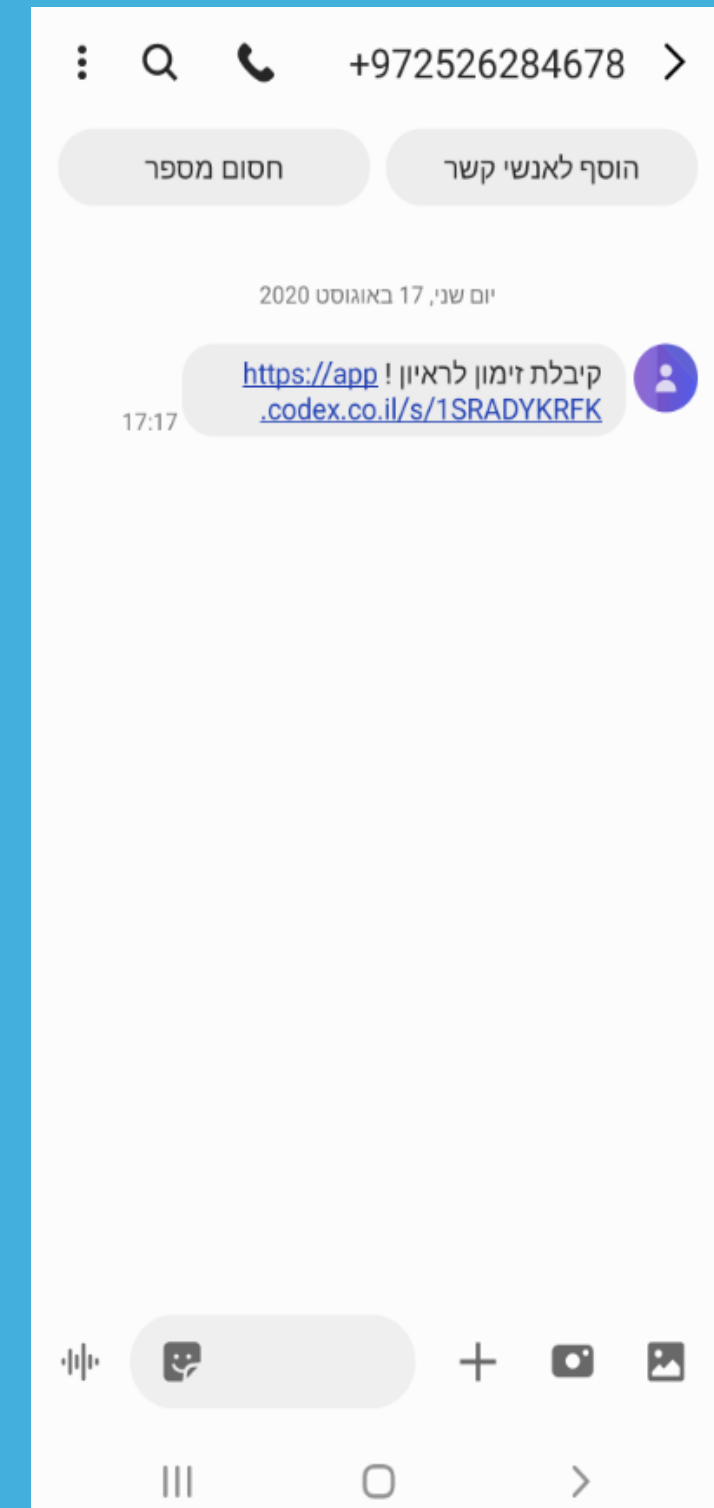 +972526284678
הוסף לאנשי קשר
חסום מספר
יום שני, 17 באוגוסט 2020
קיבלת זימון לראיון ! https://app
.codex.co.il/s/1SRADYKRFK
17:17